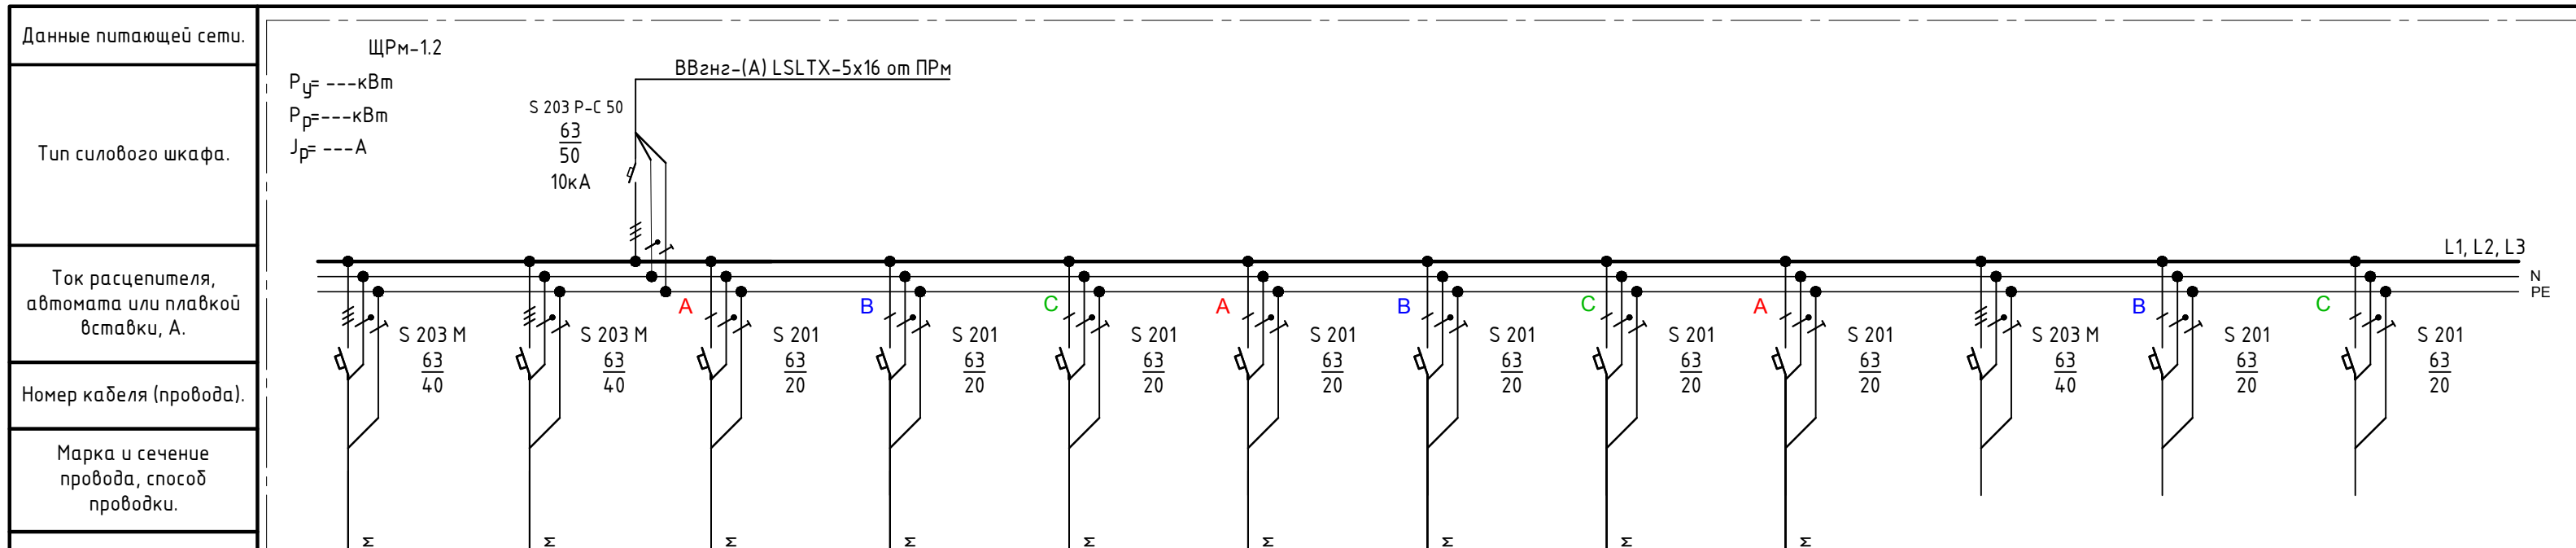 Данные питающей сети.
Тип силового шкафа.
Ток расцепителя,
автомата или плавкой
вставки, А.
Номер кабеля (провода).
Марка и сечение
провода, способ
проводки.
ЩРм-1.2
Pу= ---кВт
Pр=---кВт
Jр= ---А
ВВгнг-(А) LSLTX-5х16 от ПРм
S 203 P-C 50
63
50
10кА
L1, L2, L3
N
PE
A
B
C
A
B
C
A
B
C
S 203 M
63
40
S 203 M
63
40
S 201
63
20
S 201
63
20
S 201
63
20
S 201
63
20
S 201
63
20
S 201
63
20
S 201
63
20
S 203 M
63
40
S 201
63
20
S 201
63
20